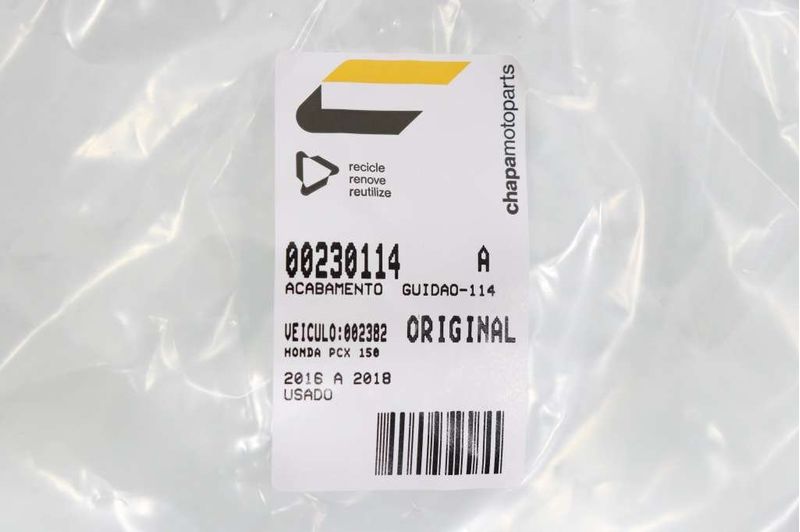 chapamotoparts
recicle
renove
reutilize
00230114 A
ACABAMENTO GUIDAO-114
VEICULO:002382 ORIGINAL
HONDA PCX 150
2016 A 2018
USADO